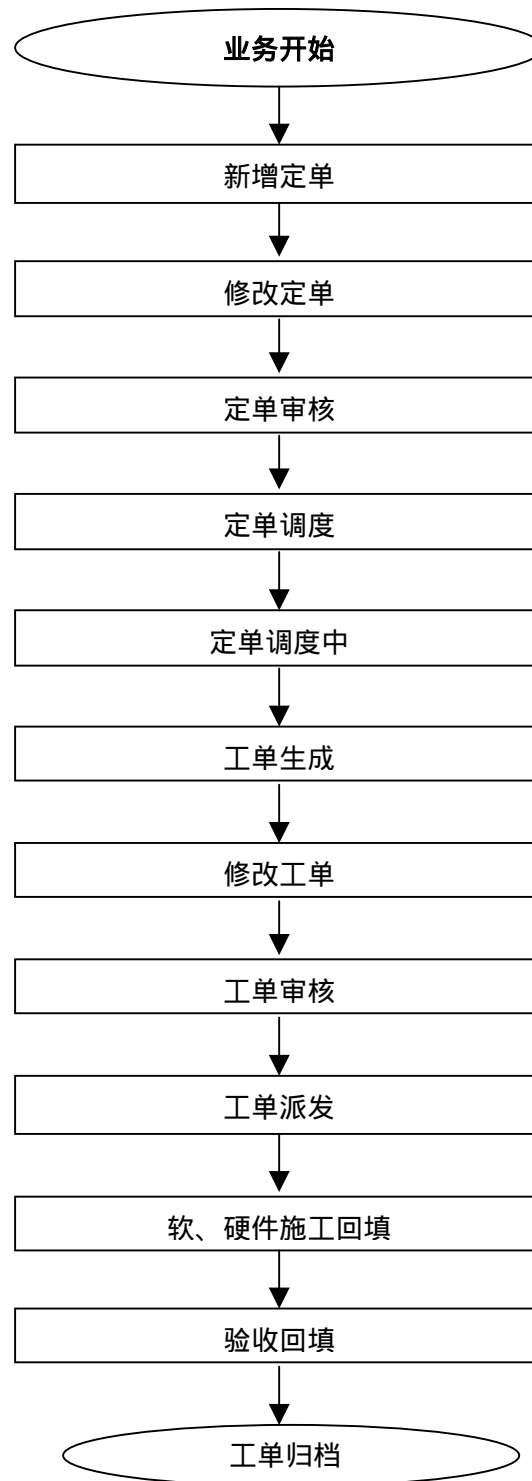 业务开始
新增定单
修改定单
定单审核
定单调度
定单调度中
工单生成
修改工单
工单审核
工单派发
软、硬件施工回填
验收回填
工单归档